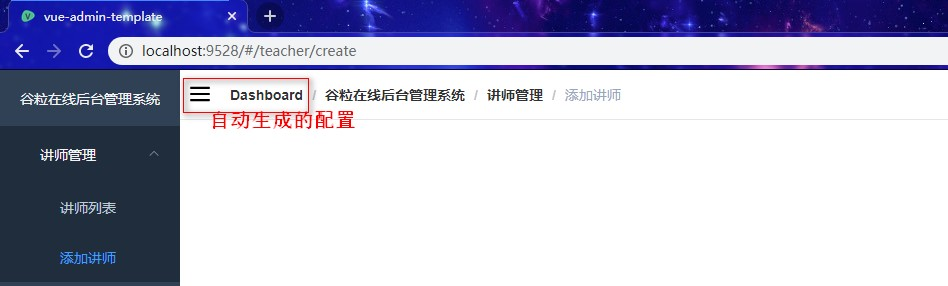 vue-admin-template
localhost:9528/#/teacher/create
谷粒在线后台管理系统
Dashboard / 谷粒在线后台管理系统 / 讲师管理 / 添加讲师
自动生成的配置
讲师管理
讲师列表
添加讲师